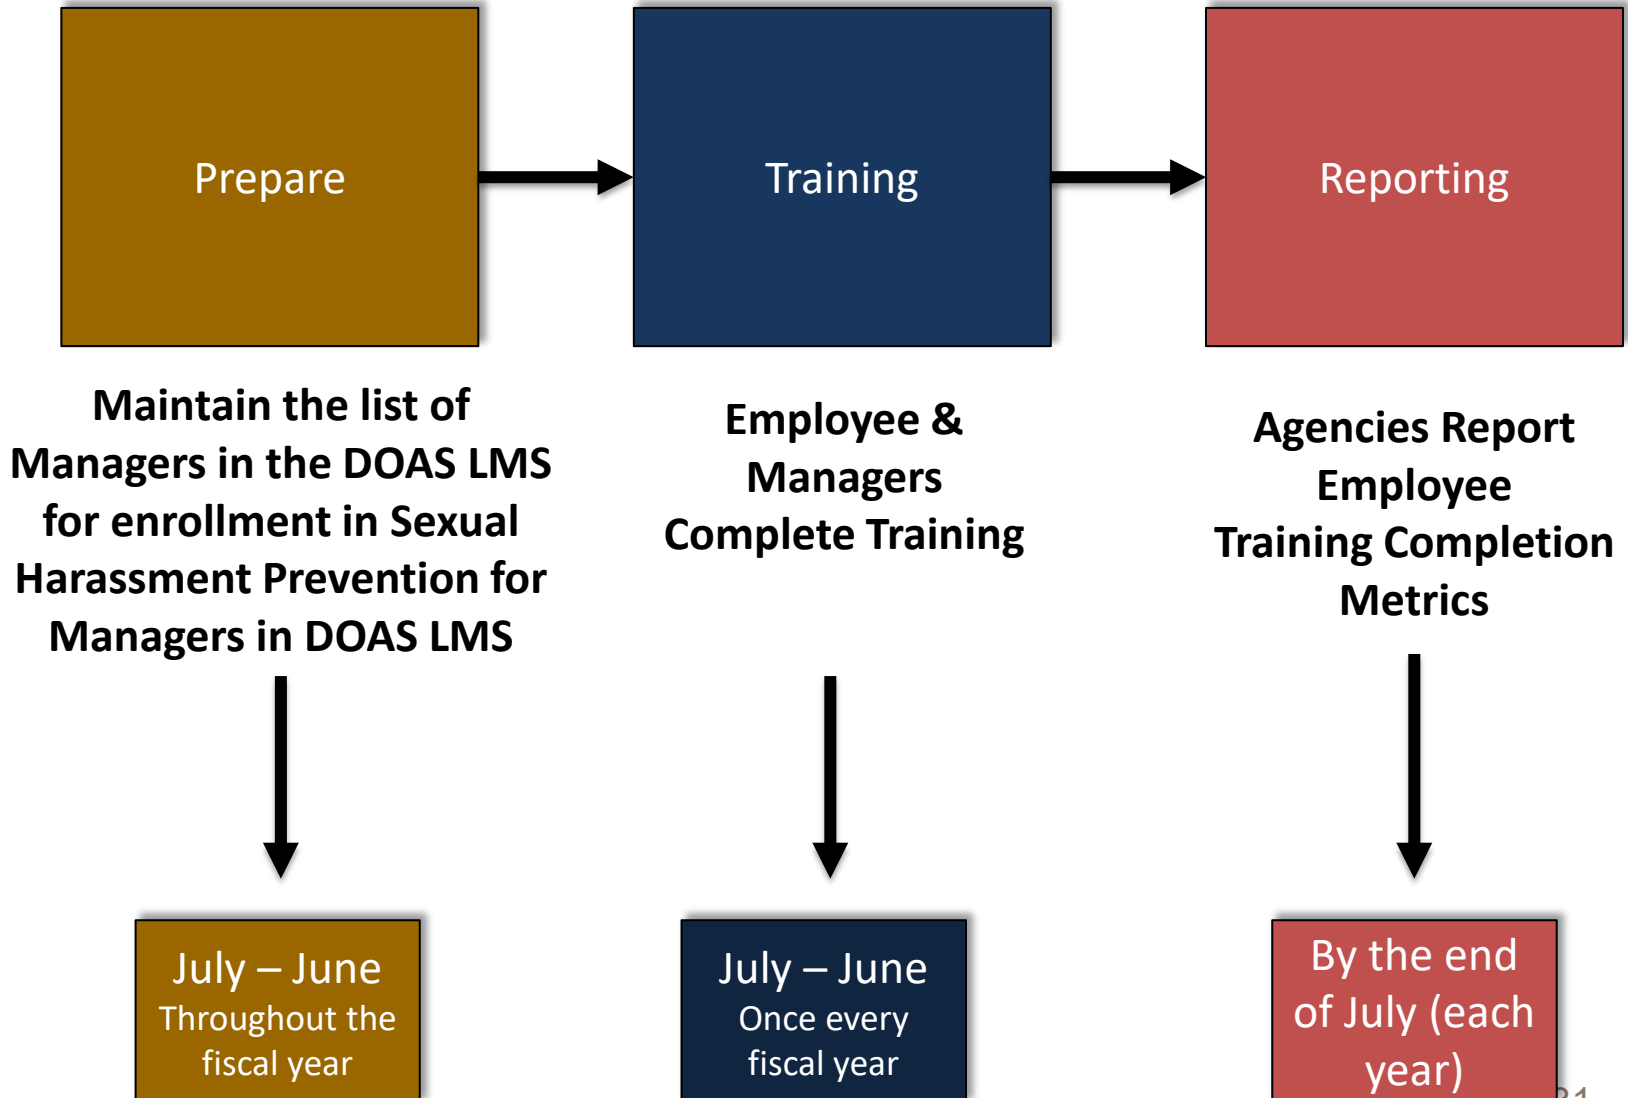 Prepare
Training
Reporting
Maintain the list of
Managers in the DOAS LMS
for enrollment in Sexual
Harassment Prevention for
Managers in DOAS LMS
Employee &
Managers
Complete Training
Agencies Report
Employee
Training Completion
Metrics
July – June
Throughout the
fiscal year
July – June
Once every
fiscal year
By the end
of July (each
year)